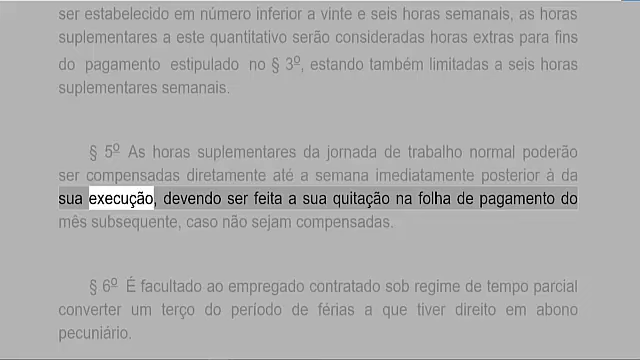 ser estabelecido em número inferior a vinte e seis horas semanais, as horas
suplementares a este quantitativo serão consideradas horas extras para fins
do pagamento estipulado no § 3º, estando também limitadas a seis horas
suplementares semanais.
§ 5º As horas suplementares da jornada de trabalho normal poderão
ser compensadas diretamente até a semana imediatamente posterior à da
sua execução, devendo ser feita a sua quitação na folha de pagamento do
mês subsequente, caso não sejam compensadas.
§ 6º É facultado ao empregado contratado sob regime de tempo parcial
converter um terço do período de férias a que tiver direito em abono
pecuniário.